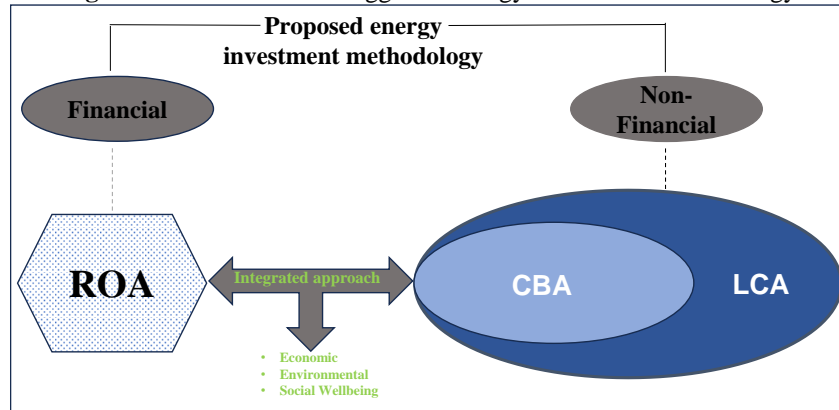 Proposed energy
investment methodology
Financial
Non-
Financial
ROA
Integrated approach
CBA
LCA
• Economic
• Environmental
• Social Wellbeing